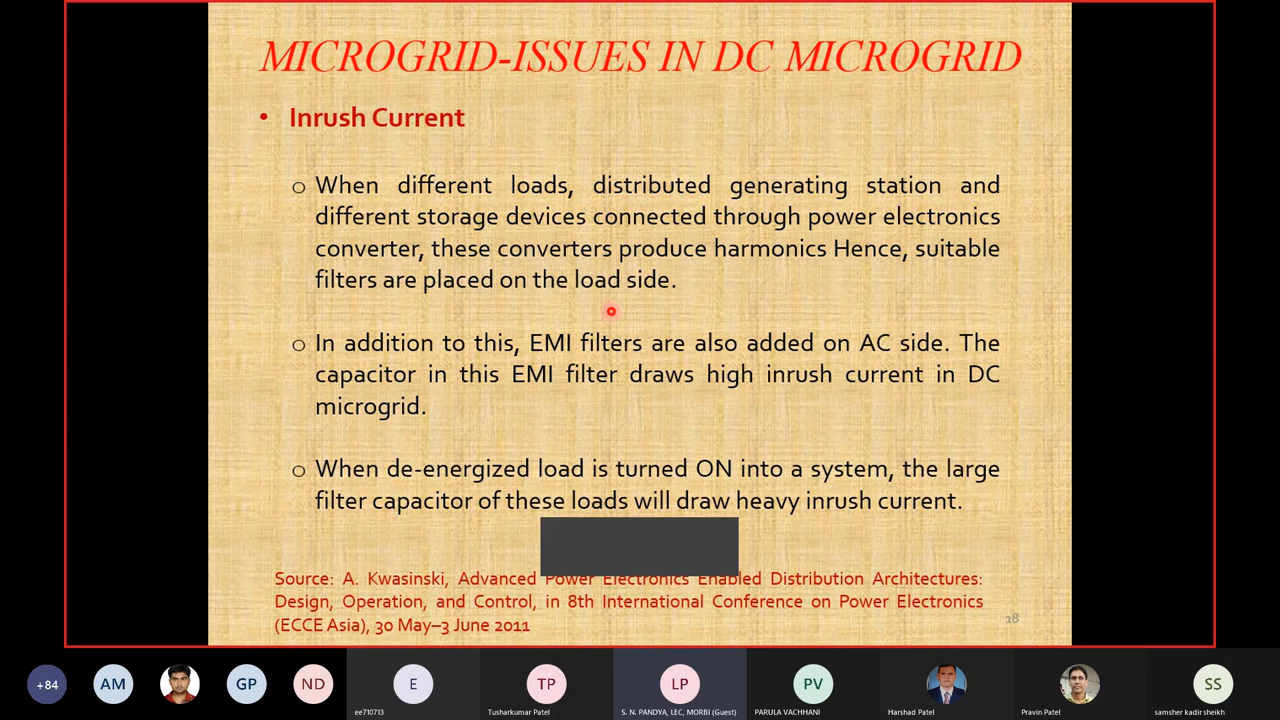 MICROGRID-ISSUES IN DC MICROGRID
• Inrush Current
o When different loads, distributed generating station and
different storage devices connected through power electronics
converter, these converters produce harmonics Hence, suitable
filters are placed on the load side.
o In addition to this, EMI filters are also added on AC side. The
capacitor in this EMI filter draws high inrush current in DC
microgrid.
o When de-energized load is turned ON into a system, the large
filter capacitor of these loads will draw heavy inrush current.
Source: A. Kwasinski, Advanced Power Electronics Enabled Distribution Architectures:
Design, Operation, and Control, in 8th International Conference on Power Electronics
(ECCE Asia), 30 May–3 June 2011
18
+84 AM GP ND E TP LP PV SS
ee710713 Tusharkumar Patel S. N. PANDYA, LEC, MORBI (Guest) PARULA VACHHANI Harshad Patel Pravin Patel samsher kadir sheikh